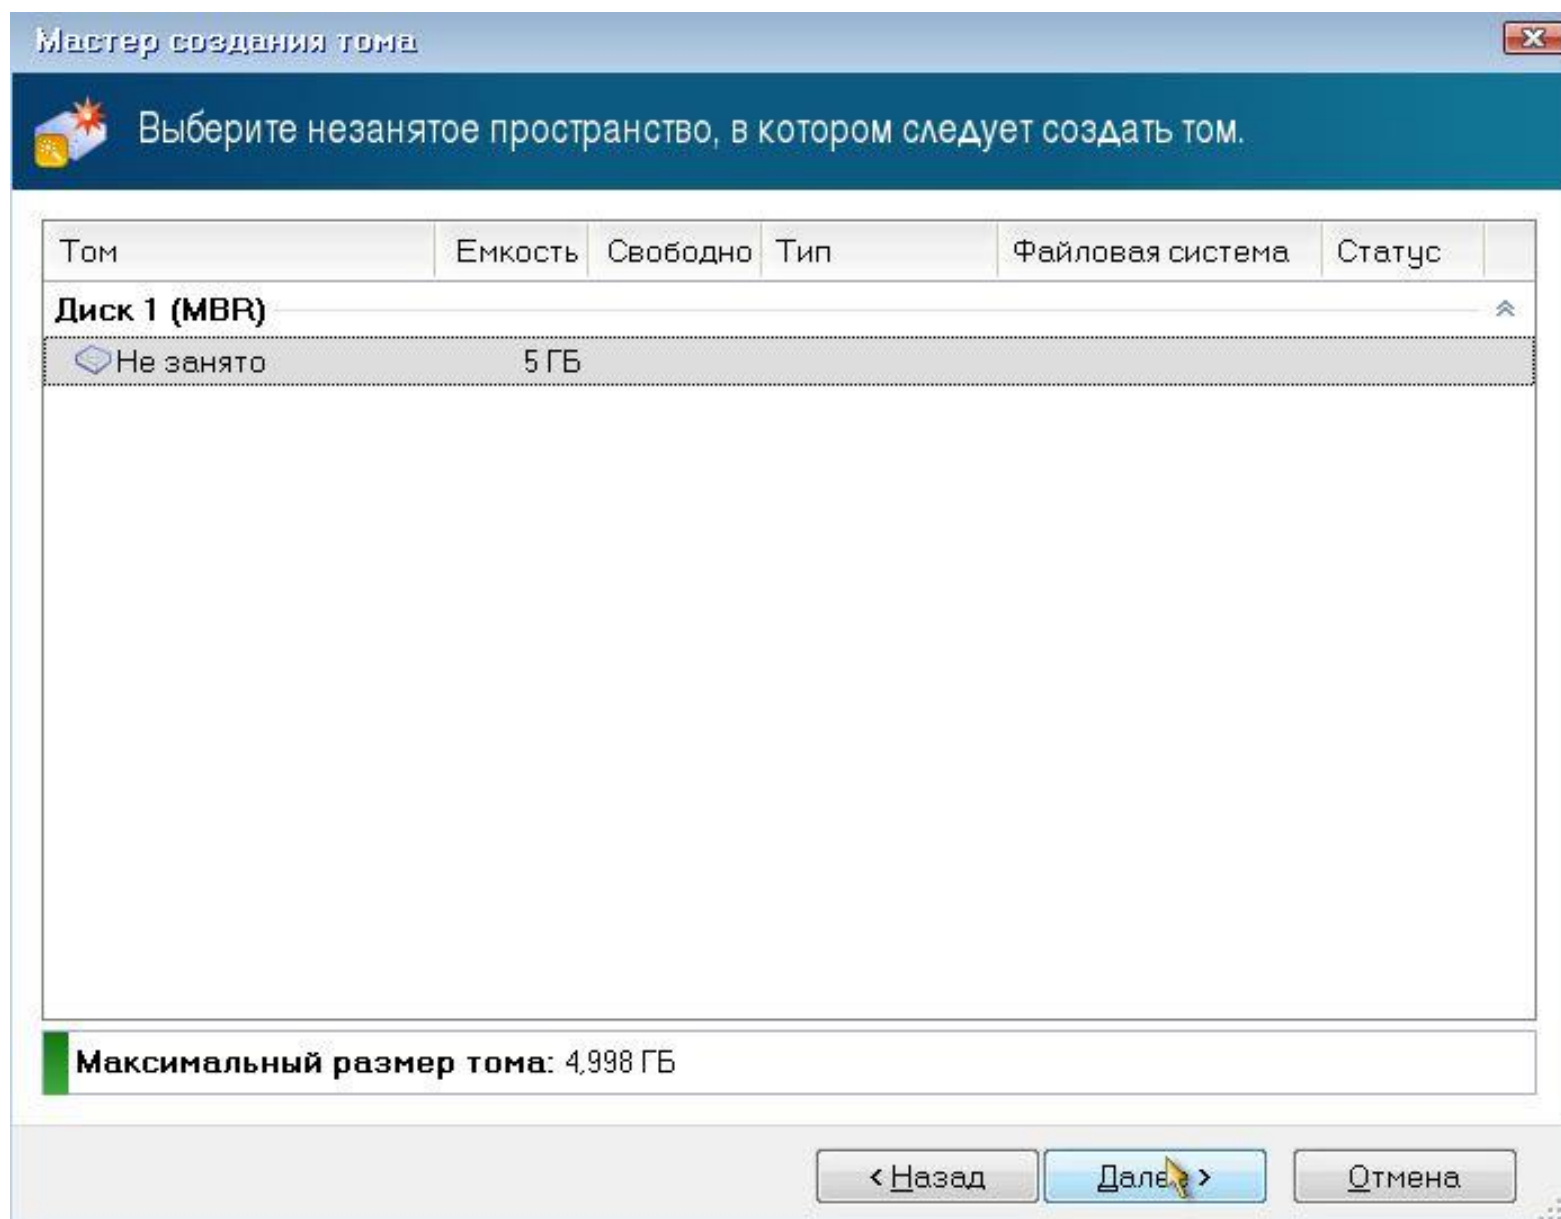 Мастер создания тома
Выберите незанятое пространство, в котором следует создать том.
Том Емкость Свободно Тип Файловая система Статус
Диск 1 (MBR)
Не занято 5 ГБ
Максимальный размер тома: 4,998 ГБ
< Назад Далее > Отмена